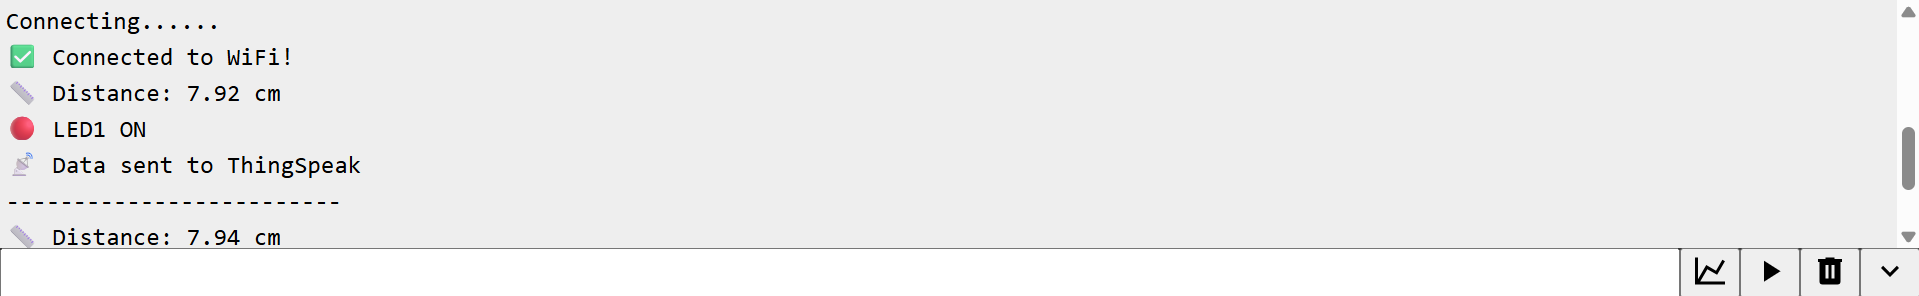 Connecting......
✅ Connected to WiFi!
📏 Distance: 7.92 cm
🔴 LED1 ON
📡 Data sent to ThingSpeak
-------------------------
📏 Distance: 7.94 cm